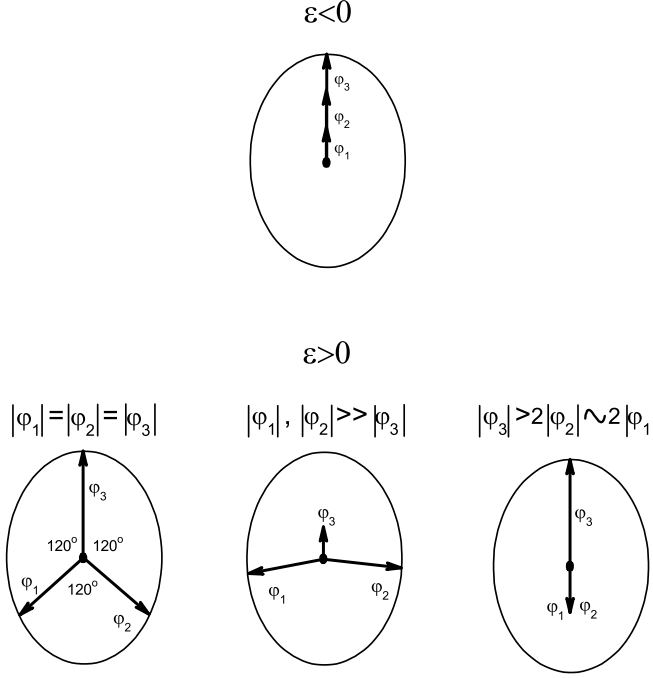 ε<0
φ₃
φ₂
φ₁
ε>0
|φ₁|=|φ₂|=|φ₃| |φ₁|, |φ₂|>>|φ₃| |φ₃|>2|φ₂|~2|φ₁
φ₃ φ₃ φ₃
120° 120°
φ₁ 120° φ₂
φ₁ φ₂
φ₁ φ₂